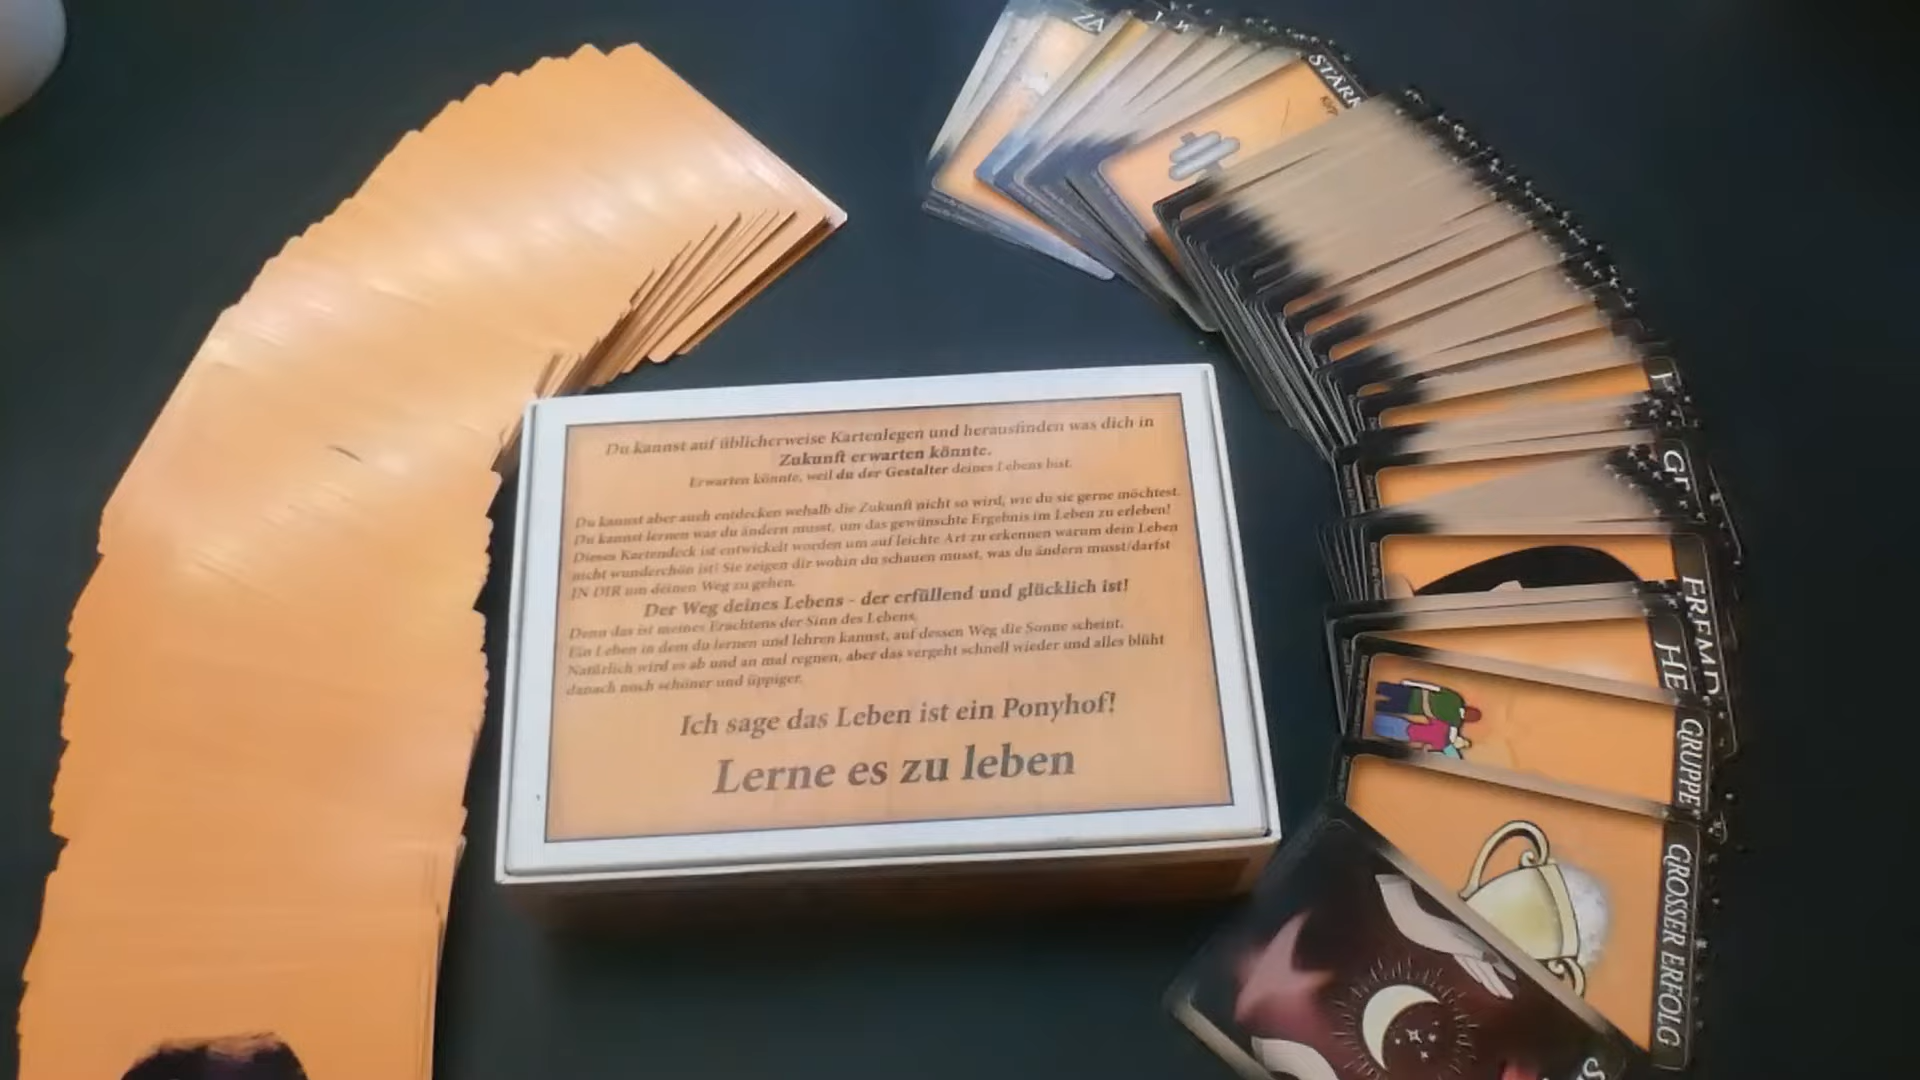 Du kannst auf üblicherweise Kartenlegen und herausfinden was dich in
Zukunft erwarten könnte.
Erwarten könnte, weil du der Gestalter deines Lebens bist.
Du kannst aber auch entdecken wehalb die Zukunft nicht so wird, wie du sie gerne möchtest.
Du kannst lernen was du ändern musst, um das gewünschte Ergebnis im Leben zu erleben!
Dieses Kartendeck ist entwickelt worden um auf leichte Art zu erkennen warum dein Leben
nicht wunderschön ist! Sie zeigen dir wohin du schauen musst, was du ändern musst/darfst
IN DIR um deinen Weg zu gehen.
Der Weg deines Lebens - der erfüllend und glücklich ist!
Denn das ist meines Erachtens der Sinn des Lebens,
Ein Leben in dem du lernen und lehren kannst, auf dessen Weg die Sonne scheint.
Natürlich wird es ab und an mal regnen, aber das vergeht schnell wieder und alles blüht
danach noch schöner und üppiger.
Ich sage das Leben ist ein Ponyhof!
Lerne es zu leben
STÄRK
FREMD
HE
GRUPPE
GROSSER ERFOLG